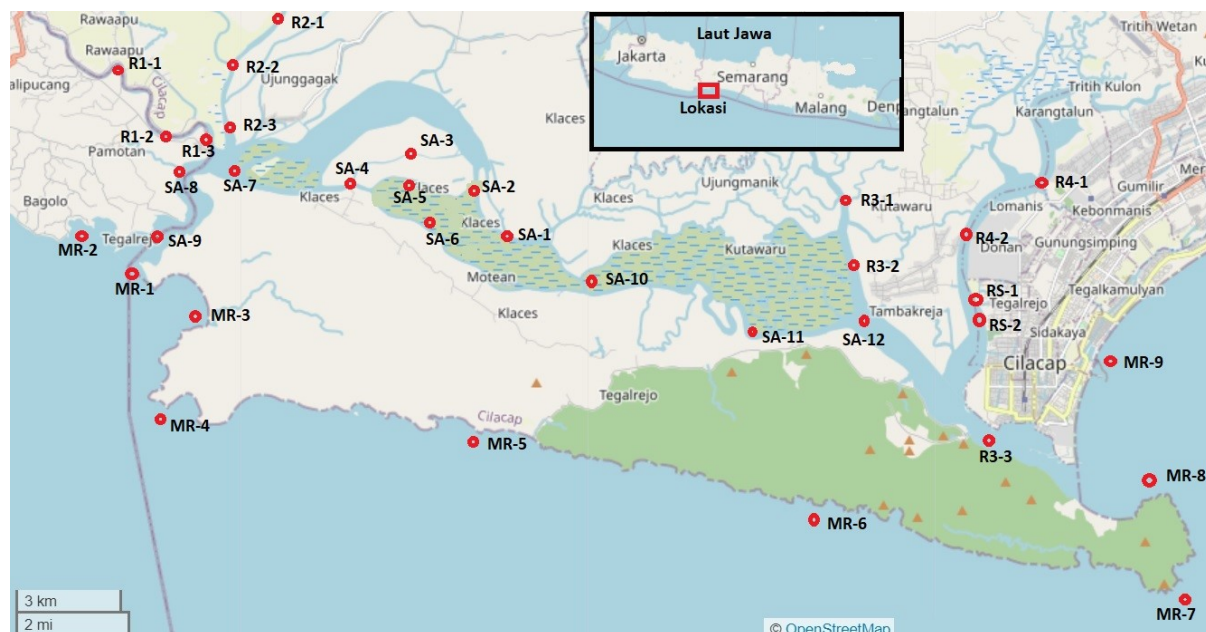 Rawaapu
Rawaapu
R1-1
alipucang
Cilacap
R2-1
R2-2
Ujunggagak
R2-3
R1-2
R1-3
Pamotan
SA-8
SA-7
Bagolo
MR-2
Tegalrejo
SA-9
MR-1
MR-3
MR-4
Klaces
SA-4
SA-3
SA-5
Klaces
SA-2
SA-6
Klaces
SA-1
Motean
Klaces
Klaces
Klaces
Klaces
SA-10
Ujungmanik
Kutawaru
SA-11
R3-1
Kutawaru
R3-2
SA-12
Tambakreja
Laut Jawa
Jakarta
Semarang
Lokasi
Malang
Denp
angtalun
Tritih Wetan
Ku
Tritih Kulon
Karangtalun
Mer
R4-1
Gumilir
Lomanis
Kebonmanis
R4-2
Donan
Gunungsimping
Tegalkamulyan
RS-1
Tegalrejo
RS-2
Sidakaya
Cilacap
MR-9
Tegalrejo
Cilacap
MR-5
R3-3
MR-8
MR-6
MR-7
3 km
2 mi
© OpenStreetMap